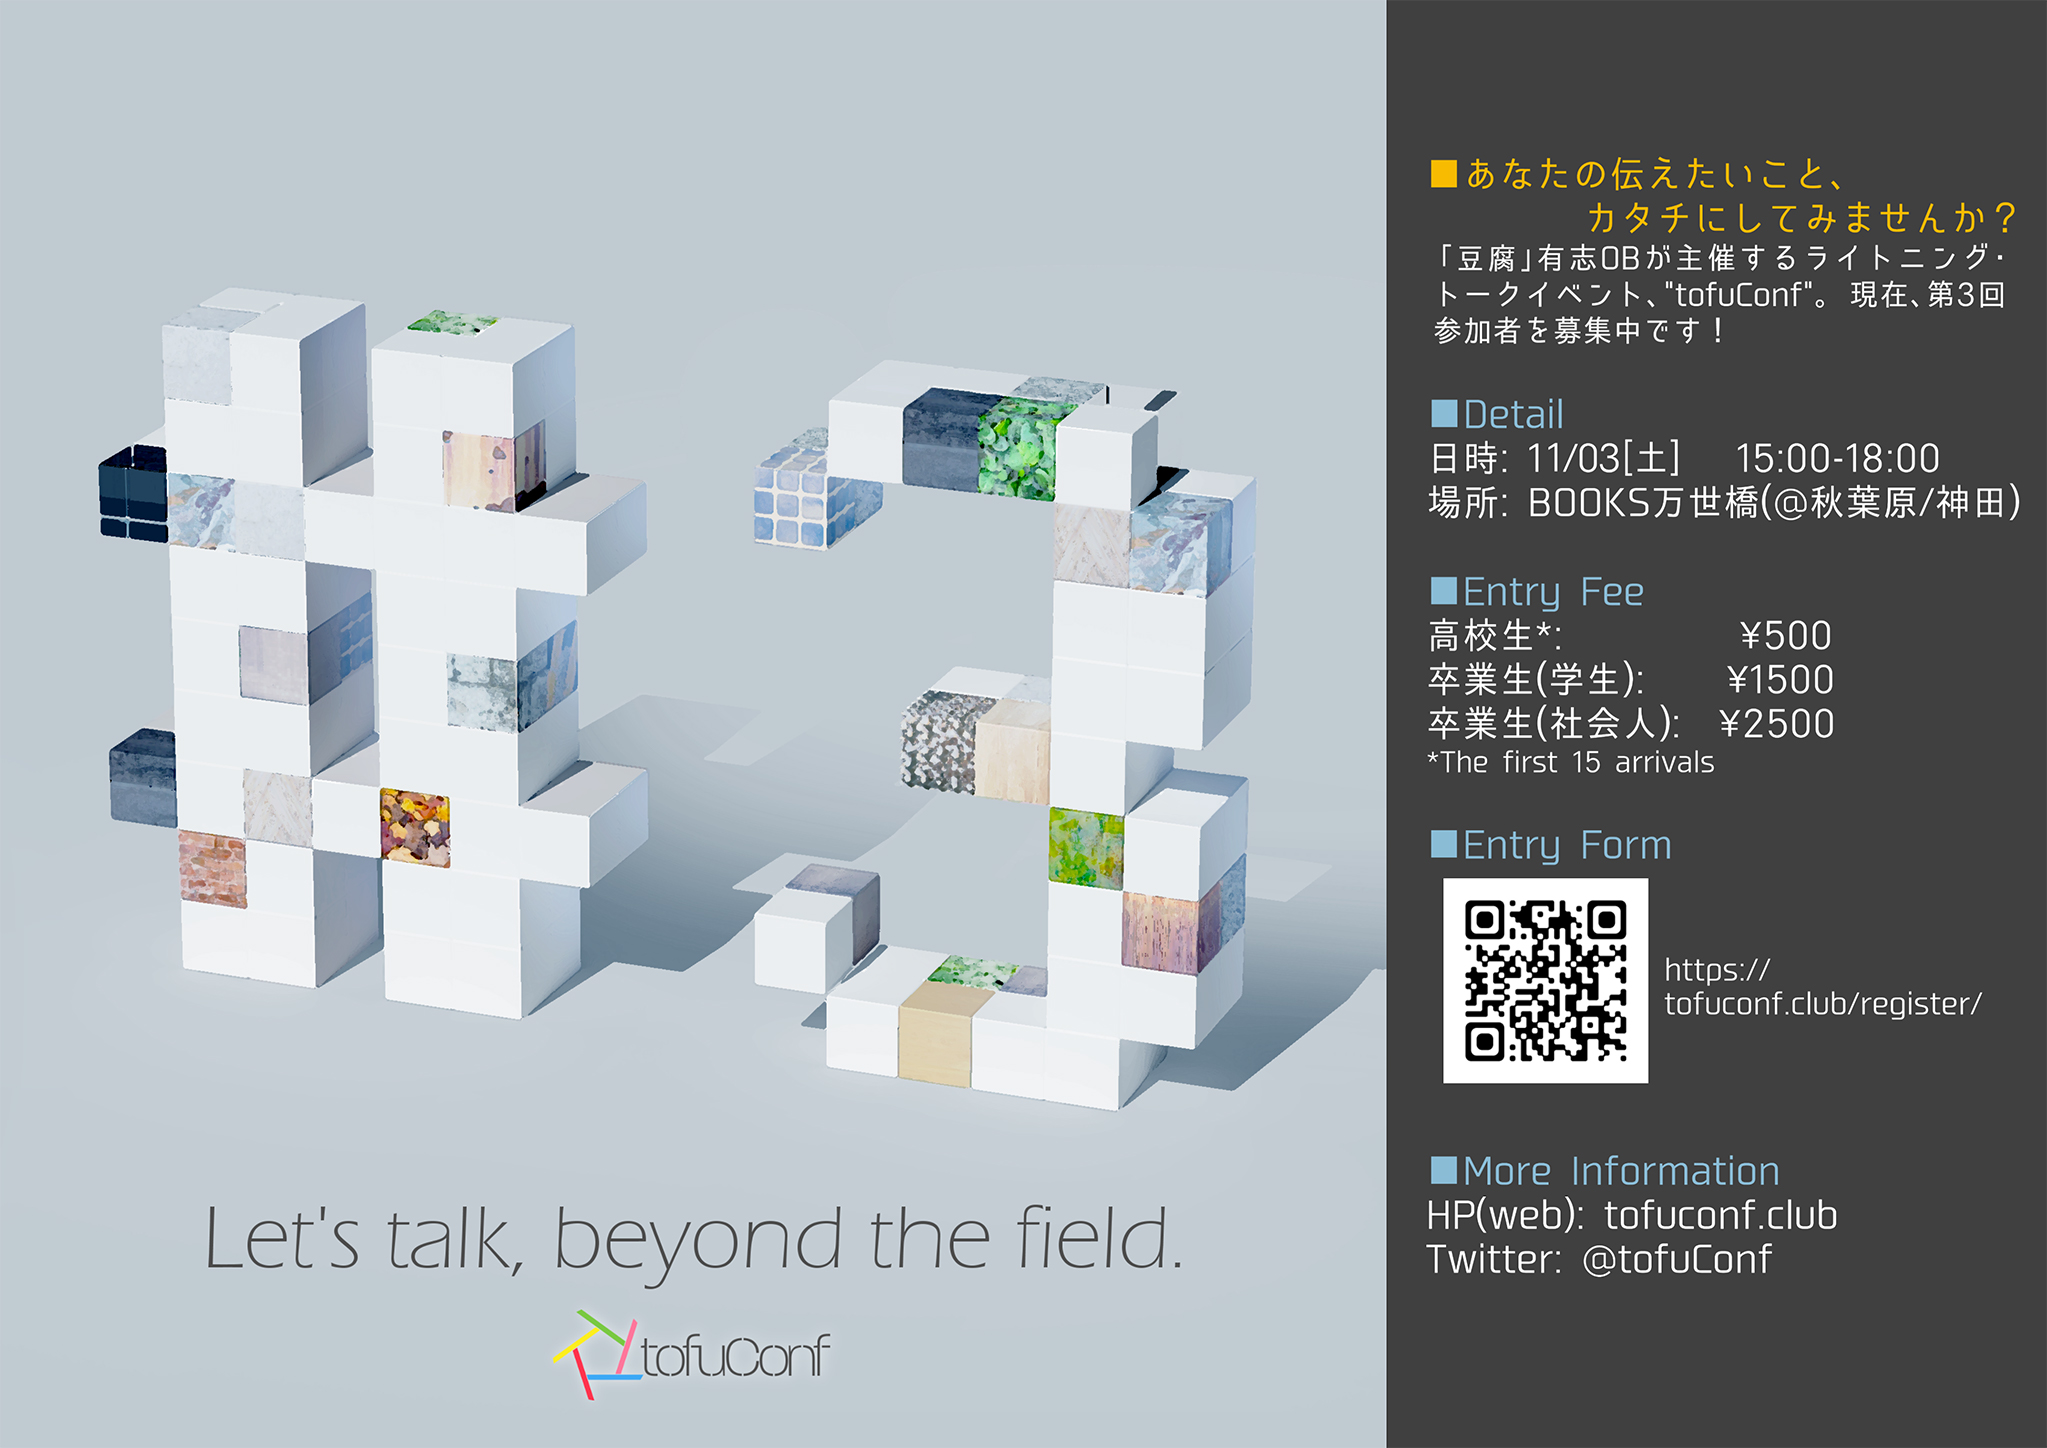 #3
Let's talk, beyond the field.
tofuConf
■あなたの伝えたいこと、
カタチにしてみませんか？
「豆腐」有志OBが主催するライトニング・
トークイベント、"tofuConf"。 現在、第3回
参加者を募集中です！
■Detail
日時: 11/03[土] 15:00-18:00
場所: BOOKS万世橋(@秋葉原/神田)
■Entry Fee
高校生*: ¥500
卒業生(学生): ¥1500
卒業生(社会人): ¥2500
*The first 15 arrivals
■Entry Form
https://
tofuconf.club/register/
■More Information
HP(web): tofuconf.club
Twitter: @tofuConf